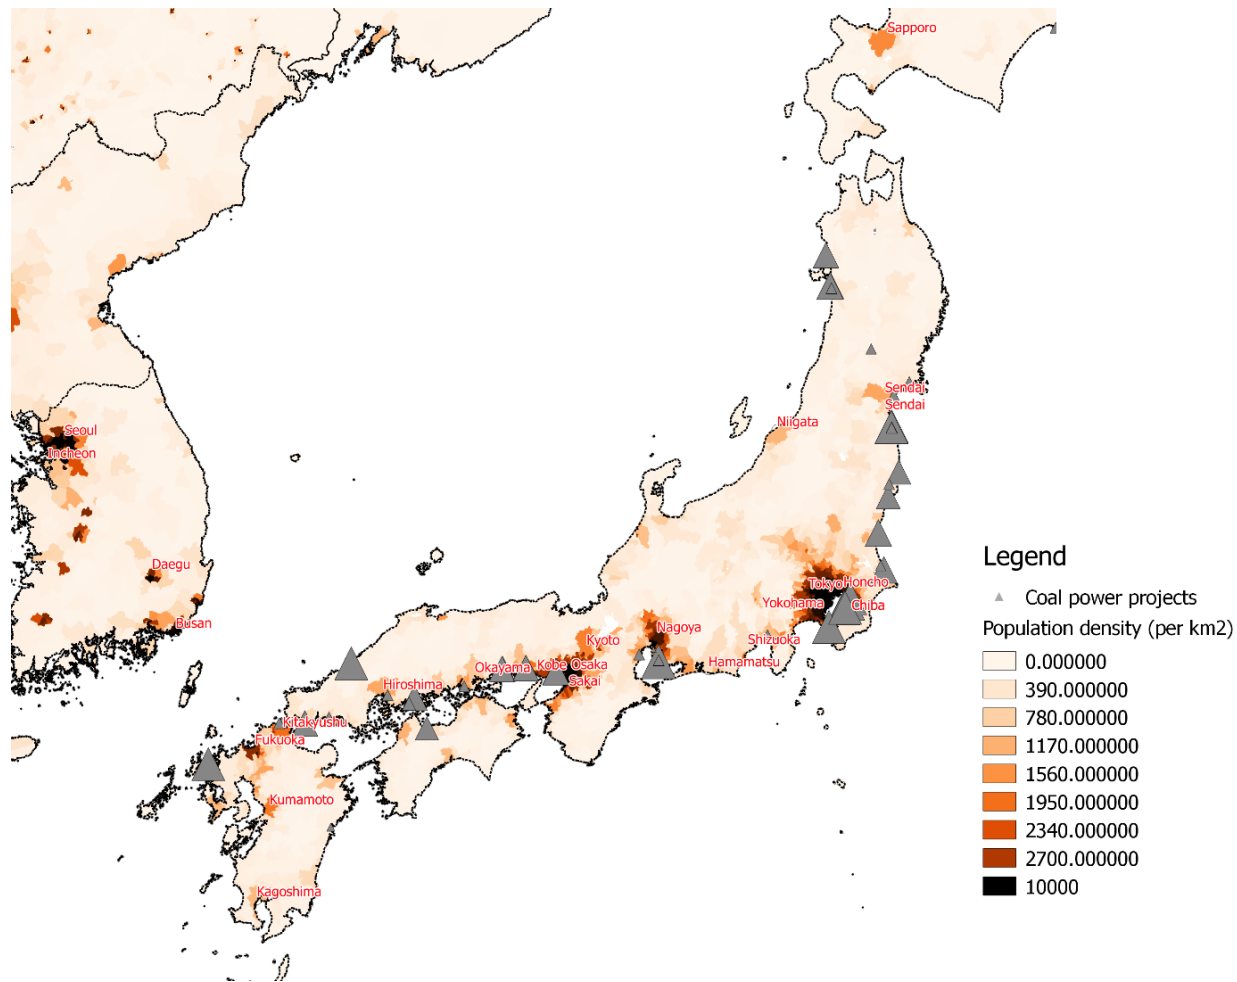 Sapporo
Sendai
Sendai
Niigata
Seoul
Incheon
Daegu
Busan
Tokyo
Honcho
Yokohama
Chiba
Nagoya
Shizuoka
Kyoto
Hamamatsu
Okayama
Kobe
Osaka
Sakai
Hiroshima
Kitakyushu
Fukuoka
Kumamoto
Kagoshima
Legend
Coal power projects
Population density (per km2)
0.000000
390.000000
780.000000
1170.000000
1560.000000
1950.000000
2340.000000
2700.000000
10000